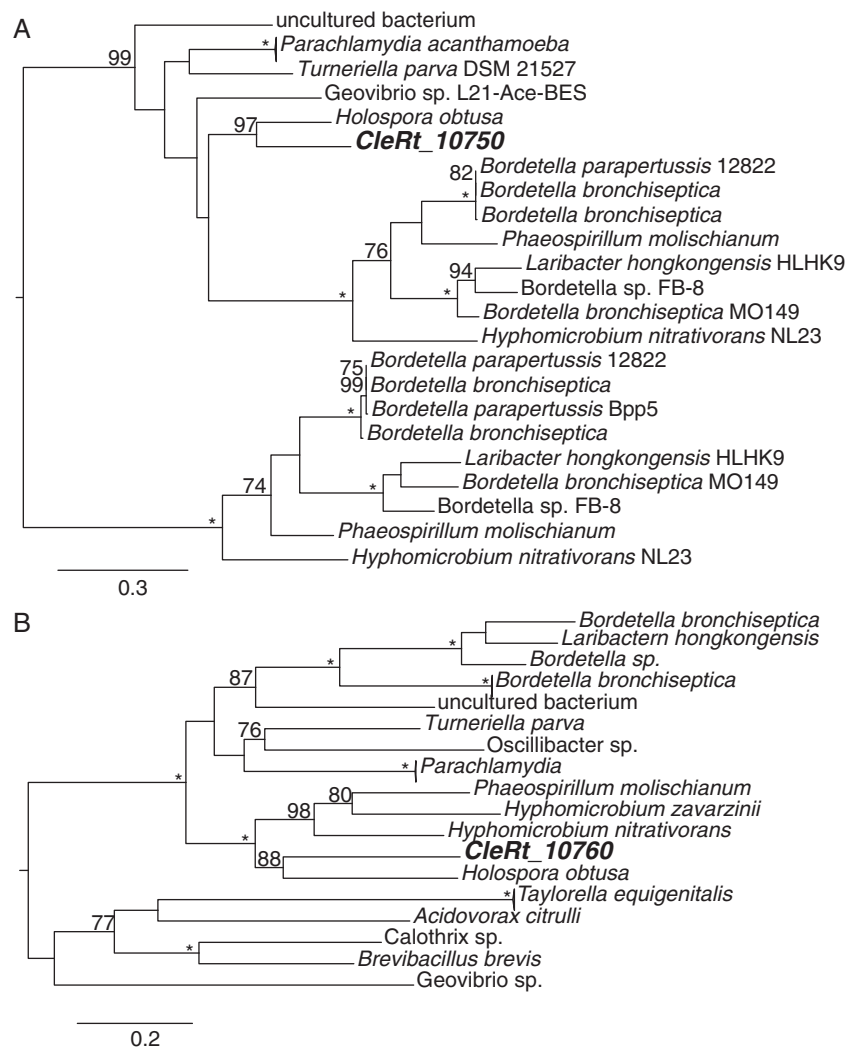 A
uncultured bacterium
* Parachlamydia acanthamoeba
99
Turneriella parva DSM 21527
Geovibrio sp. L21-Ace-BES
Holospora obtusa
97
CleRt_10750
Bordetella parapertussis 12822
82
* Bordetella bronchiseptica
Bordetella bronchiseptica
Phaeospirillum molischianum
76
Laribacter hongkongensis HLHK9
94
* * Bordetella sp. FB-8
Bordetella bronchiseptica MO149
Hyphomicrobium nitrativorans NL23
Bordetella parapertussis 12822
75
99 Bordetella bronchiseptica
* Bordetella parapertussis Bpp5
Bordetella bronchiseptica
Laribacter hongkongensis HLHK9
74 * Bordetella bronchiseptica MO149
Bordetella sp. FB-8
* Phaeospirillum molischianum
Hyphomicrobium nitrativorans NL23
0.3
B
Bordetella bronchiseptica
* Laribactern hongkongensis
* Bordetella sp.
87 * Bordetella bronchiseptica
uncultured bacterium
76 Turneriella parva
Oscillibacter sp.
* * Parachlamydia
80 Phaeospirillum molischianum
98 Hyphomicrobium zavarzinii
* Hyphomicrobium nitrativorans
88 CleRt_10760
Holospora obtusa
* Taylorella equigenitalis
77 Acidovorax citrulli
* Calothrix sp.
Brevibacillus brevis
Geovibrio sp.
0.2